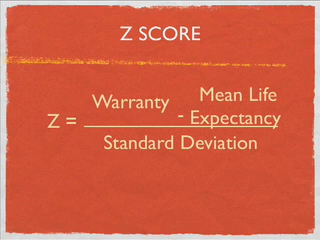 Z SCORE
Warranty Mean Life
Z = - Expectancy
Standard Deviation